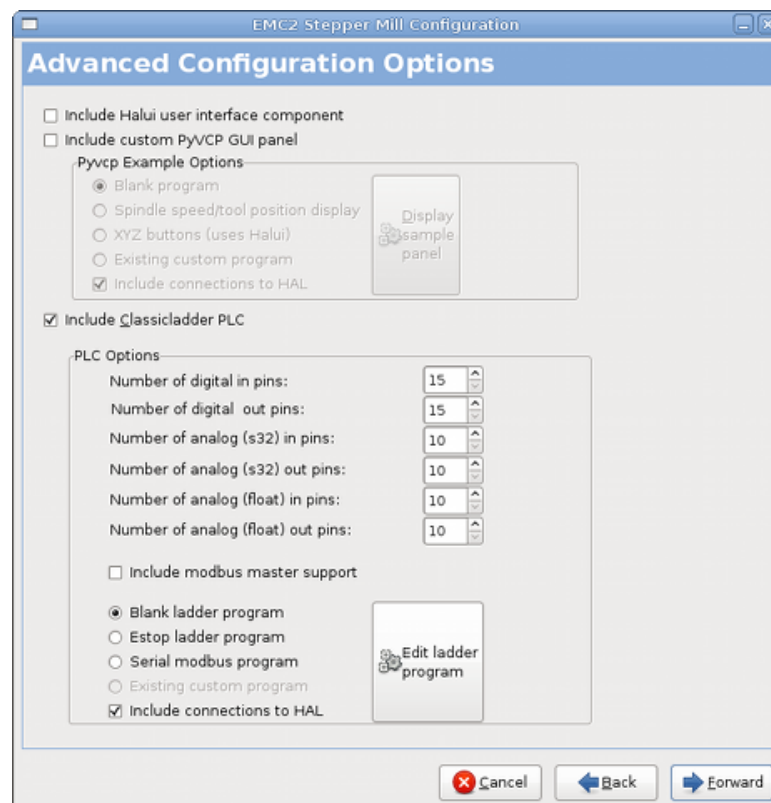 EMC2 Stepper Mill Configuration
Advanced Configuration Options
Include Halui user interface component
Include custom PyVCP GUI panel
Pyvcp Example Options
Blank program
Spindle speed/tool position display
XYZ buttons (uses Halui)
Existing custom program
Include connections to HAL
Display
sample
panel
Include Classicladder PLC
PLC Options
Number of digital in pins: 15
Number of digital out pins: 15
Number of analog (s32) in pins: 10
Number of analog (s32) out pins: 10
Number of analog (float) in pins: 10
Number of analog (float) out pins: 10
Include modbus master support
Blank ladder program
Estop ladder program
Serial modbus program
Existing custom program
Include connections to HAL
Edit ladder
program
Cancel Back Forward